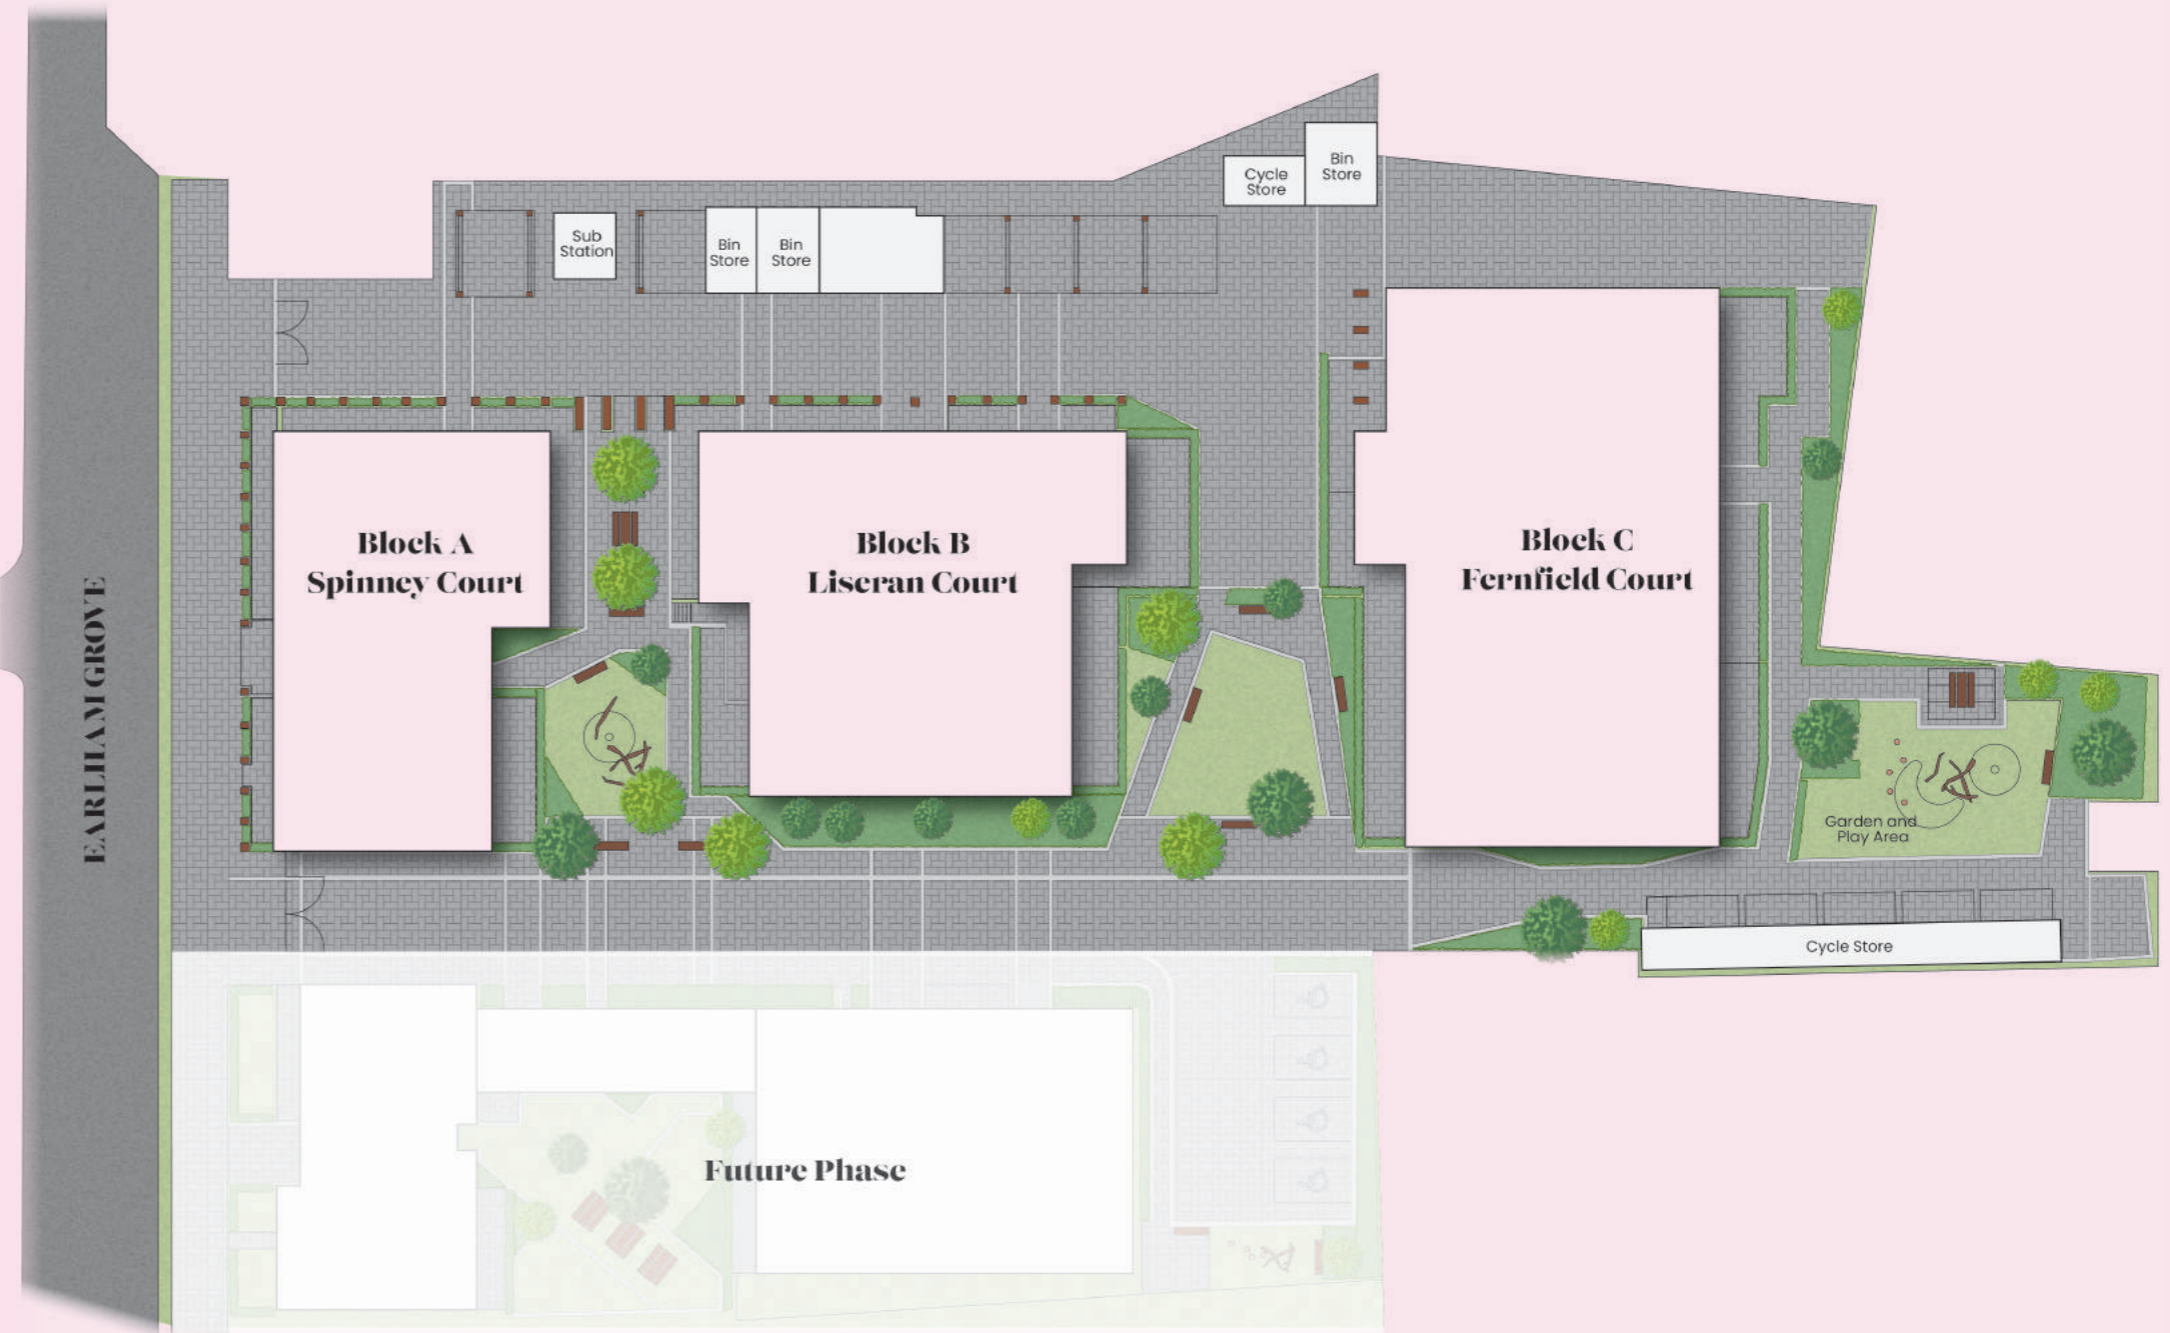 Cycle
Store
Bin
Store
Sub
Station
Bin
Store
Bin
Store
Block A
Spinney Court
Block B
Liseran Court
Block C
Fernfield Court
EARLHAM GROVE
Garden and
Play Area
Cycle Store
Future Phase